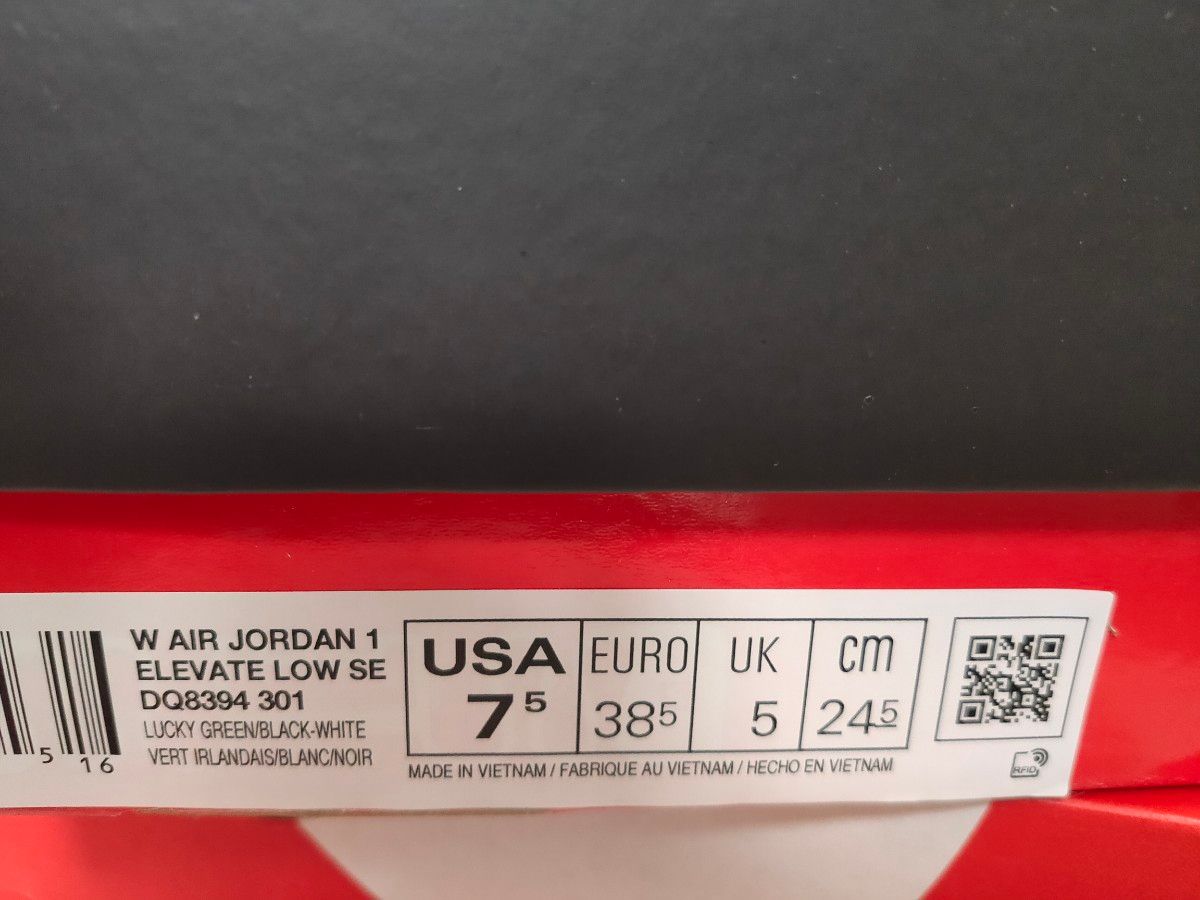 W AIR JORDAN 1
ELEVATE LOW SE
DQ8394 301
LUCKY GREEN/BLACK-WHITE
VERT IRLANDAIS/BLANC/NOIR
5 16
USA EURO UK cm
7⁵ 38⁵ 5 24⁵
MADE IN VIETNAM / FABRIQUE AU VIETNAM / HECHO EN VIETNAM
RFID